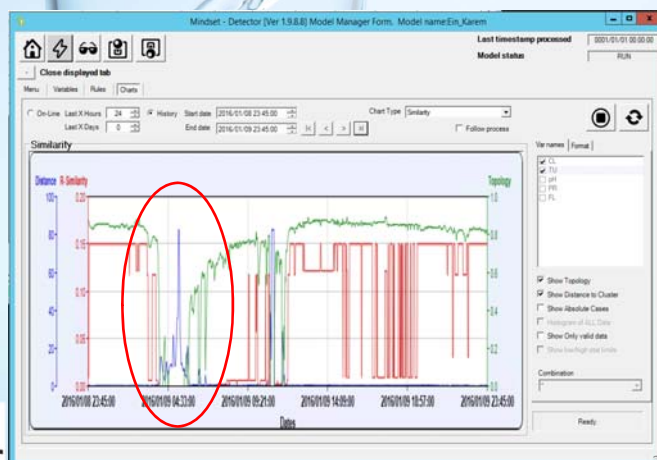 Mindset - Detector [Ver 1.9.8.8] Model Manager Form. Model name:Ein_Karem
Last timestamp processed 0001/01/01 00:00:00
Model status RUN
Close displayed tab
Menu Variables Rules Charts
On-Line Last X Hours 24 History Start date 2016/01/08 23:45:00 Chart Type Similarity
Last X Days 0 End date 2016/01/09 23:45:00 Follow process
Similarity
Var names Format
CL
TU
pH
FL
Distance R-Similarity Topology
100 0.20 1.0
80 0.8
0.15
60 0.6
0.10
40 0.4
0.05
20 0.2
0 0.00 0.0
2016/01/08 23:45:00 2016/01/09 04:33:00 2016/01/09 09:21:00 2016/01/09 14:09:00 2016/01/09 18:57:00 2016/01/09 23:45:00
Dates
Show Topology
Show Distance to Cluster
Show Absolute Cases
Histogram of ALL Data
Show Only valid data
Show low/high
Combination
Ready